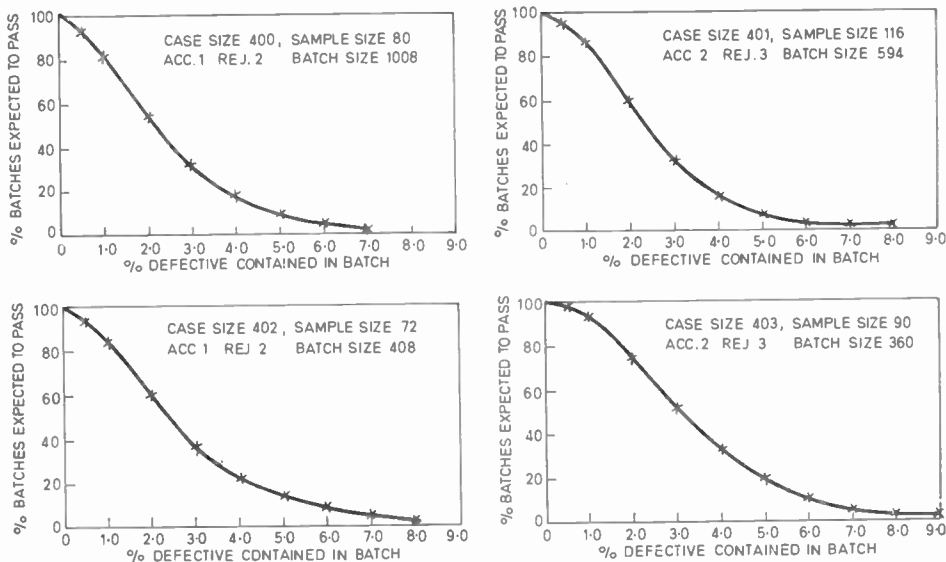 % BATCHES EXPECTED TO PASS
100
80
60
40
20
0
CASE SIZE 400, SAMPLE SIZE 80
ACC.1 REJ.2 BATCH SIZE 1008
0 1·0 2·0 3·0 4·0 5·0 6·0 7·0 8·0 9·0
% DEFECTIVE CONTAINED IN BATCH
% BATCHES EXPECTED TO PASS
100
80
60
40
20
0
CASE SIZE 401, SAMPLE SIZE 116
ACC 2 REJ.3 BATCH SIZE 594
0 1·0 2·0 3·0 4·0 5·0 6·0 7·0 8·0 9·0
% DEFECTIVE CONTAINED IN BATCH
% BATCHES EXPECTED TO PASS
100
80
60
40
20
0
CASE SIZE 402, SAMPLE SIZE 72
ACC 1 REJ 2 BATCH SIZE 408
0 1·0 2·0 3·0 4·0 5·0 6·0 7·0 8·0 9·0
% DEFECTIVE CONTAINED IN BATCH
% BATCHES EXPECTED TO PASS
100
80
60
40
20
0
CASE SIZE 403, SAMPLE SIZE 90
ACC.2 REJ 3 BATCH SIZE 360
0 1·0 2·0 3·0 4·0 5·0 6·0 7·0 8·0 9·0
% DEFECTIVE CONTAINED IN BATCH